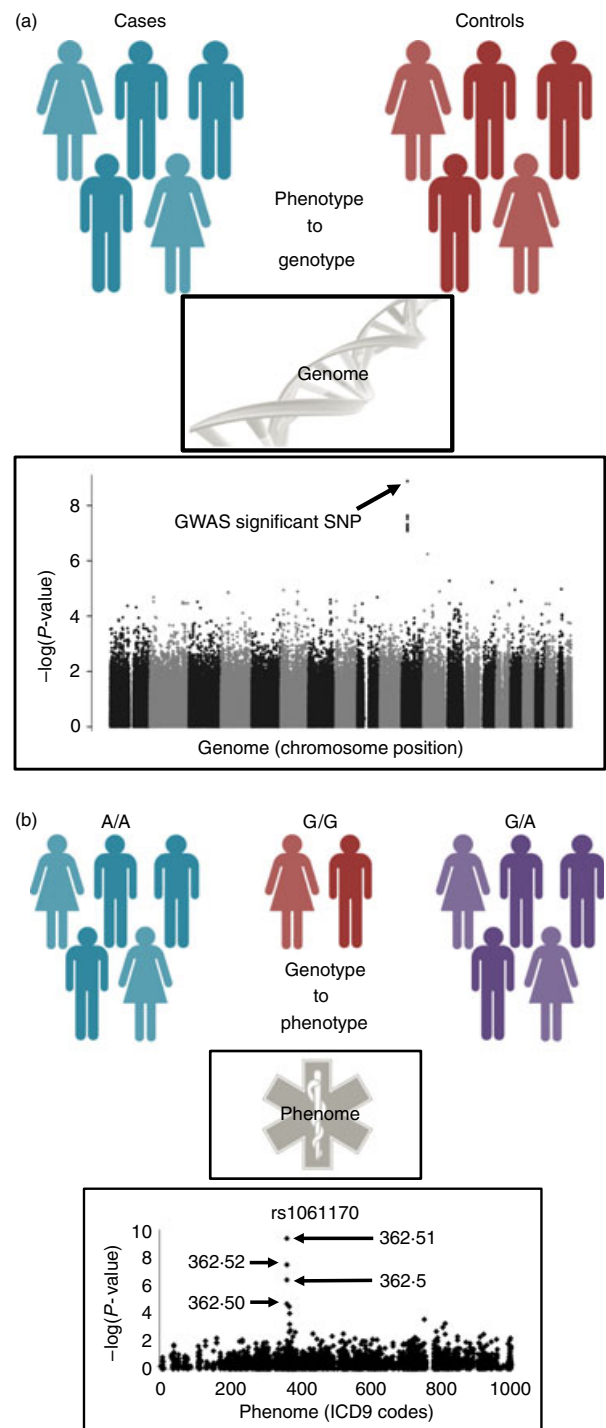 (a)
Cases
Controls
Phenotype
to
genotype
Genome
GWAS significant SNP
−log(P-value)
8
6
4
2
0
Genome (chromosome position)
(b)
A/A
G/G
G/A
Genotype
to
phenotype
Phenome
rs1061170
362·51
362·52
362·5
362·50
−log(P- value)
10
8
6
4
2
0
0
200
400
600
800
1000
Phenome (ICD9 codes)